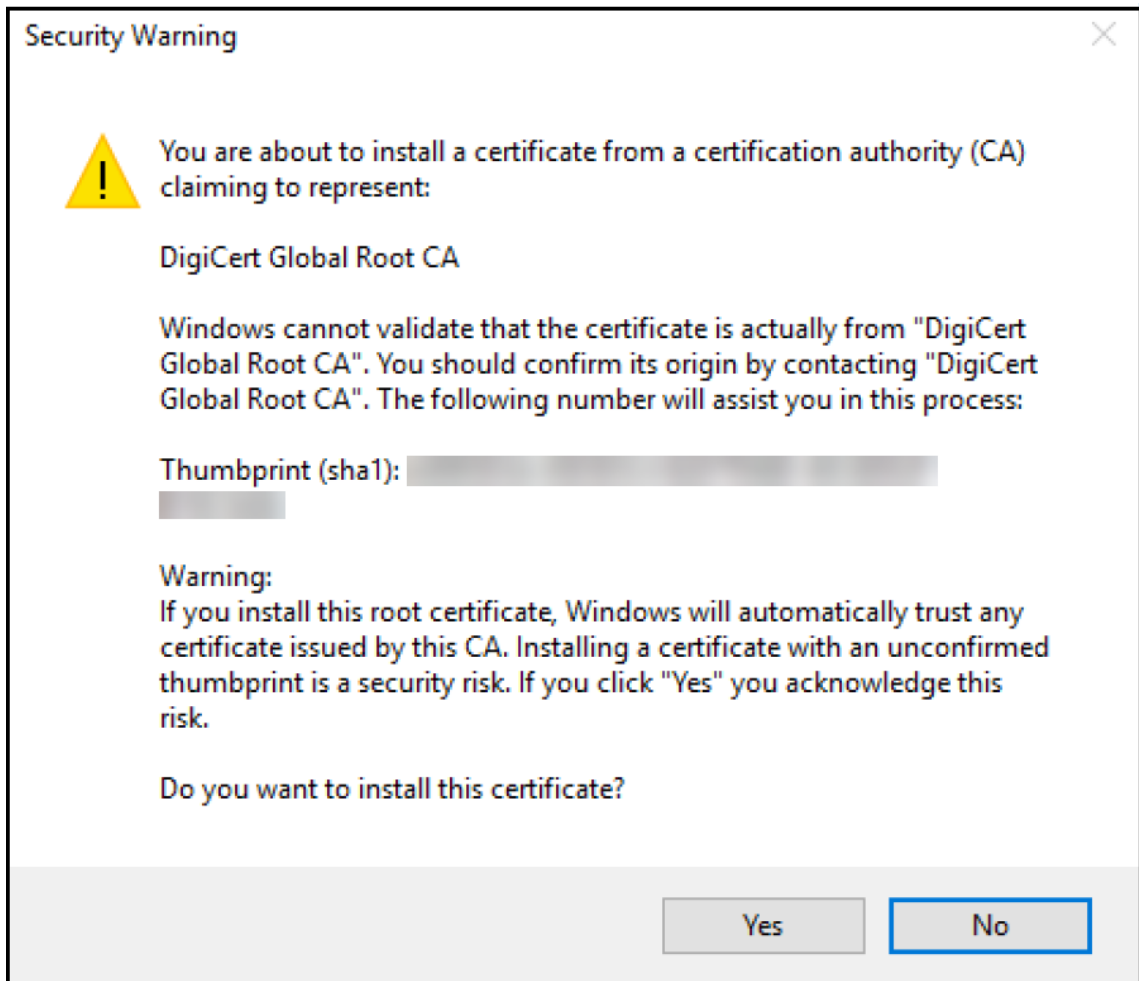 Security Warning
You are about to install a certificate from a certification authority (CA)
claiming to represent:
DigiCert Global Root CA
Windows cannot validate that the certificate is actually from "DigiCert
Global Root CA". You should confirm its origin by contacting "DigiCert
Global Root CA". The following number will assist you in this process:
Thumbprint (sha1):
Warning:
If you install this root certificate, Windows will automatically trust any
certificate issued by this CA. Installing a certificate with an unconfirmed
thumbprint is a security risk. If you click "Yes" you acknowledge this
risk.
Do you want to install this certificate?
Yes
No